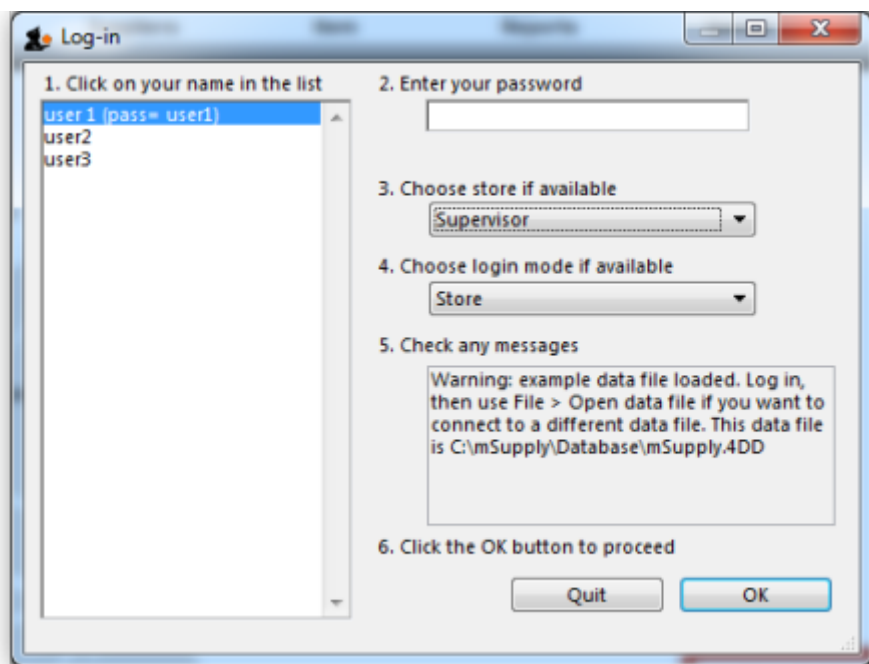 Log-in
1. Click on your name in the list
user 1 (pass= user1)
user2
user3
2. Enter your password
3. Choose store if available
Supervisor
4. Choose login mode if available
Store
5. Check any messages
Warning: example data file loaded. Log in,
then use File > Open data file if you want to
connect to a different data file. This data file
is C:\mSupply\Database\mSupply.4DD
6. Click the OK button to proceed
Quit
OK